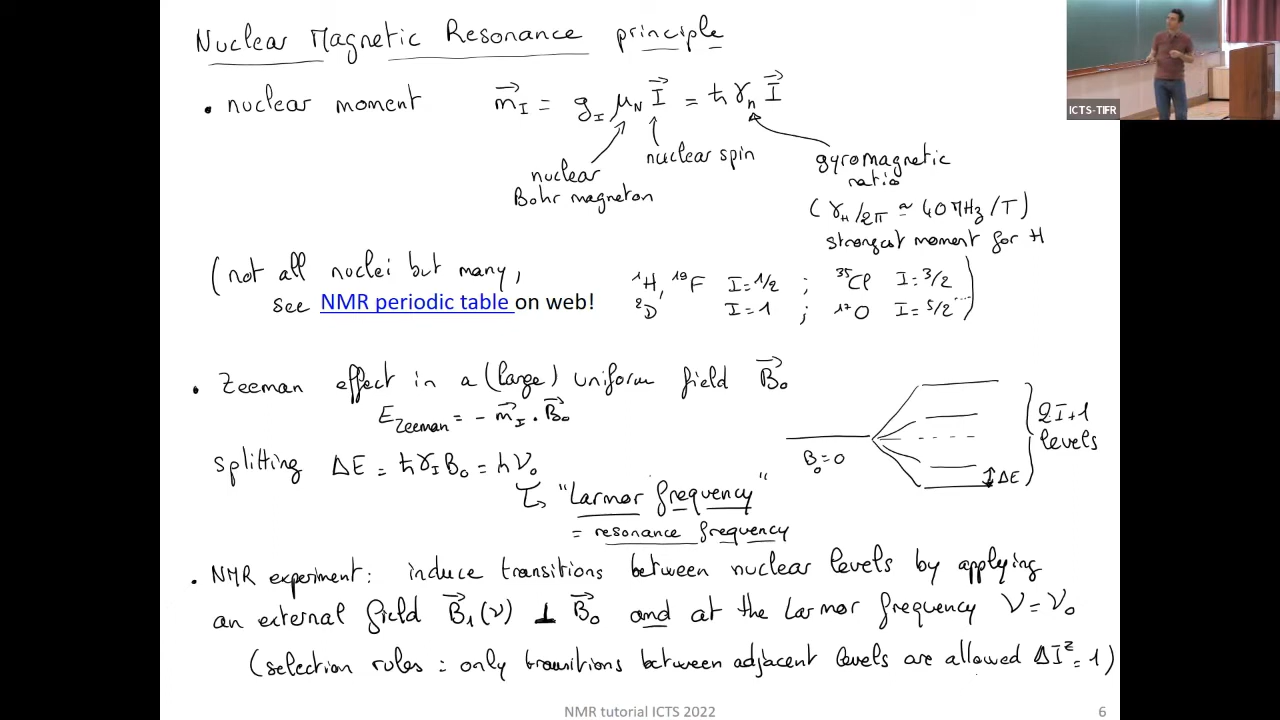 Nuclear Magnetic Resonance principle
• nuclear moment m⃗_I = g_I μ_N I⃗ = ħ γ_n I⃗
nuclear Bohr magneton
nuclear spin
gyromagnetic ratio
(γ_H/2π ≃ 40 MHz/T)
strongest moment for H
(not all nuclei but many, ¹H, ¹⁹F I=1/2 ; ³⁵Cl I=3/2
see NMR periodic table on web! ²D I=1 ; ¹⁷O I=5/2 ...)
• Zeeman effect in a (large) uniform field B⃗₀
E_Zeeman = - m⃗_I . B⃗₀
splitting ΔE = ħγ_I B₀ = hν₀
B₀=0
ΔE
2I+1 levels
↳ "Larmor frequency"
= resonance frequency
• NMR experiment: induce transitions between nuclear levels by applying
an external field B⃗₁(ν) ⊥ B⃗₀ and at the Larmor frequency ν=ν₀
(selection rules: only transitions between adjacent levels are allowed ΔI^z=1)
NMR tutorial ICTS 2022
6
ICTS-TIFR